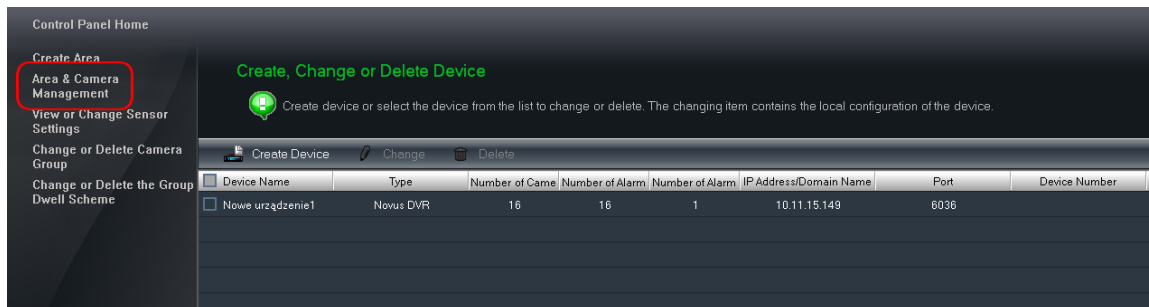 Control Panel Home
Create Area
Area & Camera
Management
View or Change Sensor
Settings
Change or Delete Camera
Group
Change or Delete the Group
Dwell Scheme
Create, Change or Delete Device
Create device or select the device from the list to change or delete. The changing item contains the local configuration of the device.
Create Device Change Delete
Device Name Type Number of Came Number of Alarm Number of Alarm IP Address/Domain Name Port Device Number
Nowe urządzenie1 Novus DVR 16 16 1 10.11.15.149 6036